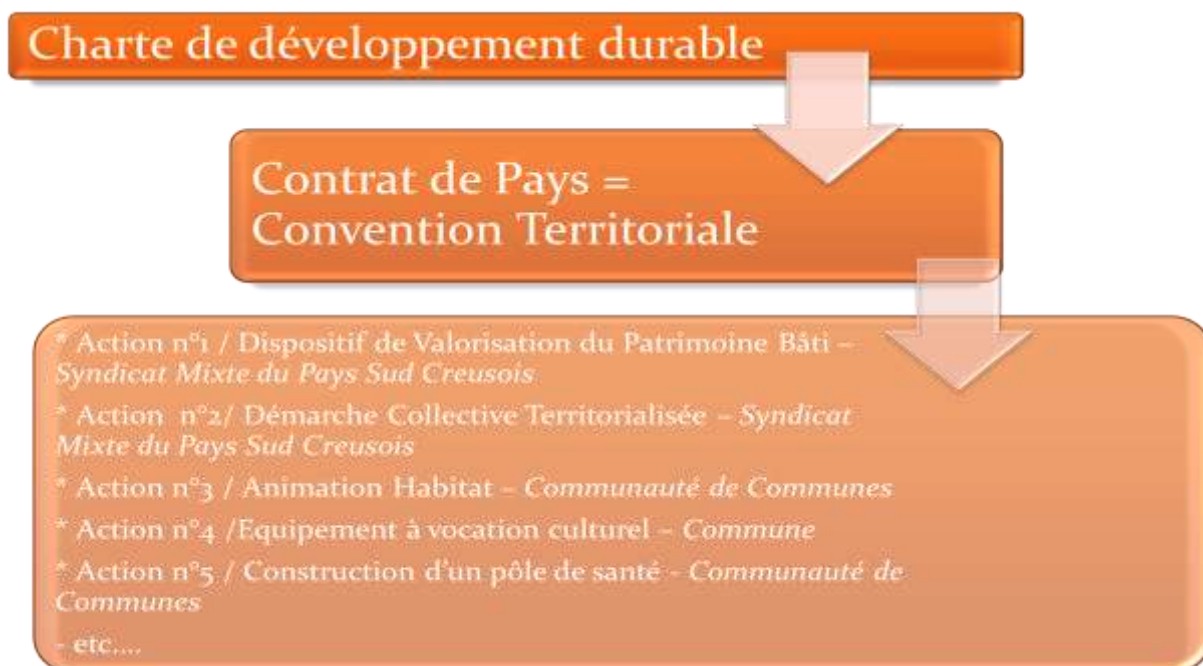 Charte de développement durable
Contrat de Pays =
Convention Territoriale
* Action n°1 / Dispositif de Valorisation du Patrimoine Bâti –
Syndicat Mixte du Pays Sud Creusois
* Action n°2/ Démarche Collective Territorialisée – Syndicat
Mixte du Pays Sud Creusois
* Action n°3 / Animation Habitat – Communauté de Communes
* Action n°4 /Equipement à vocation culturel – Commune
* Action n°5 / Construction d'un pôle de santé - Communauté de
Communes
- etc....